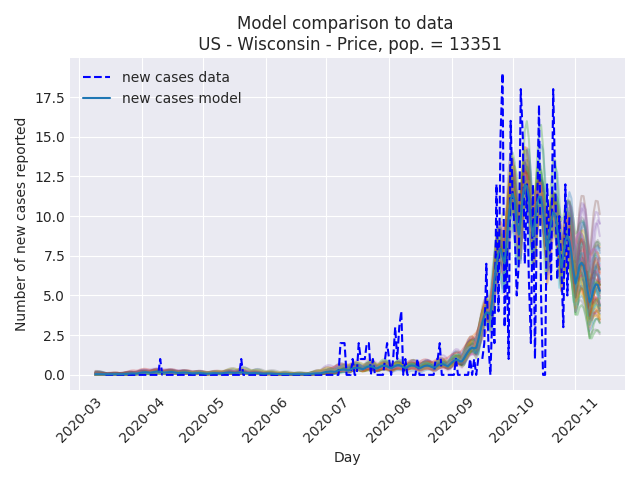 Model comparison to data
US - Wisconsin - Price, pop. = 13351
new cases data
new cases model
Number of new cases reported
17.5
15.0
12.5
10.0
7.5
5.0
2.5
0.0
2020-03
2020-04
2020-05
2020-06
2020-07
2020-08
2020-09
2020-10
2020-11
Day